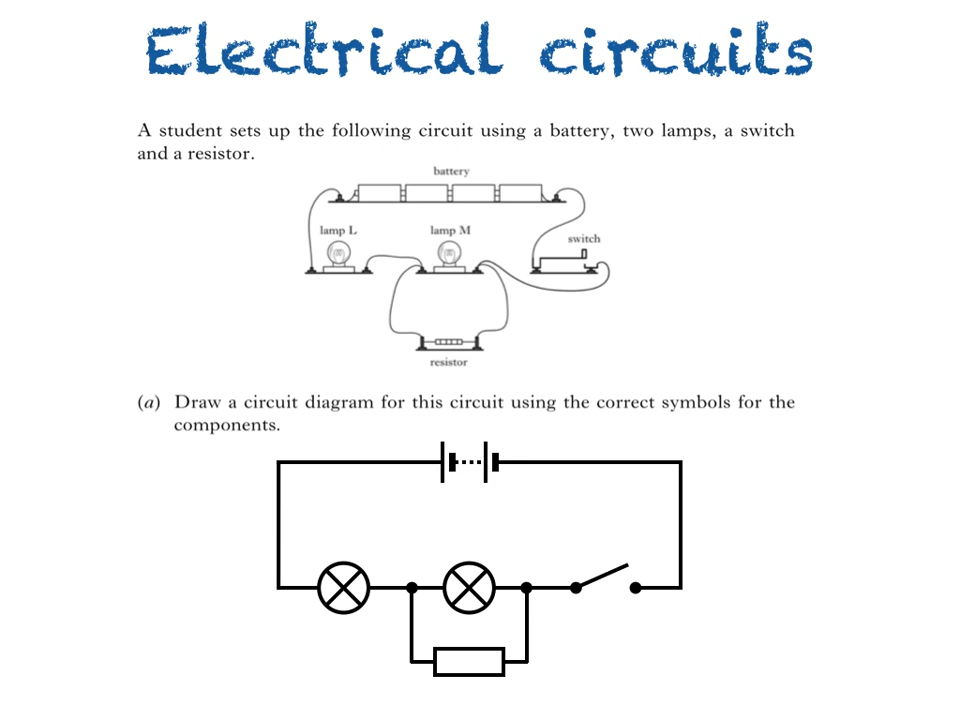 Electrical circuits
A student sets up the following circuit using a battery, two lamps, a switch
and a resistor.
battery
lamp L
lamp M
switch
resistor
(a) Draw a circuit diagram for this circuit using the correct symbols for the
components.